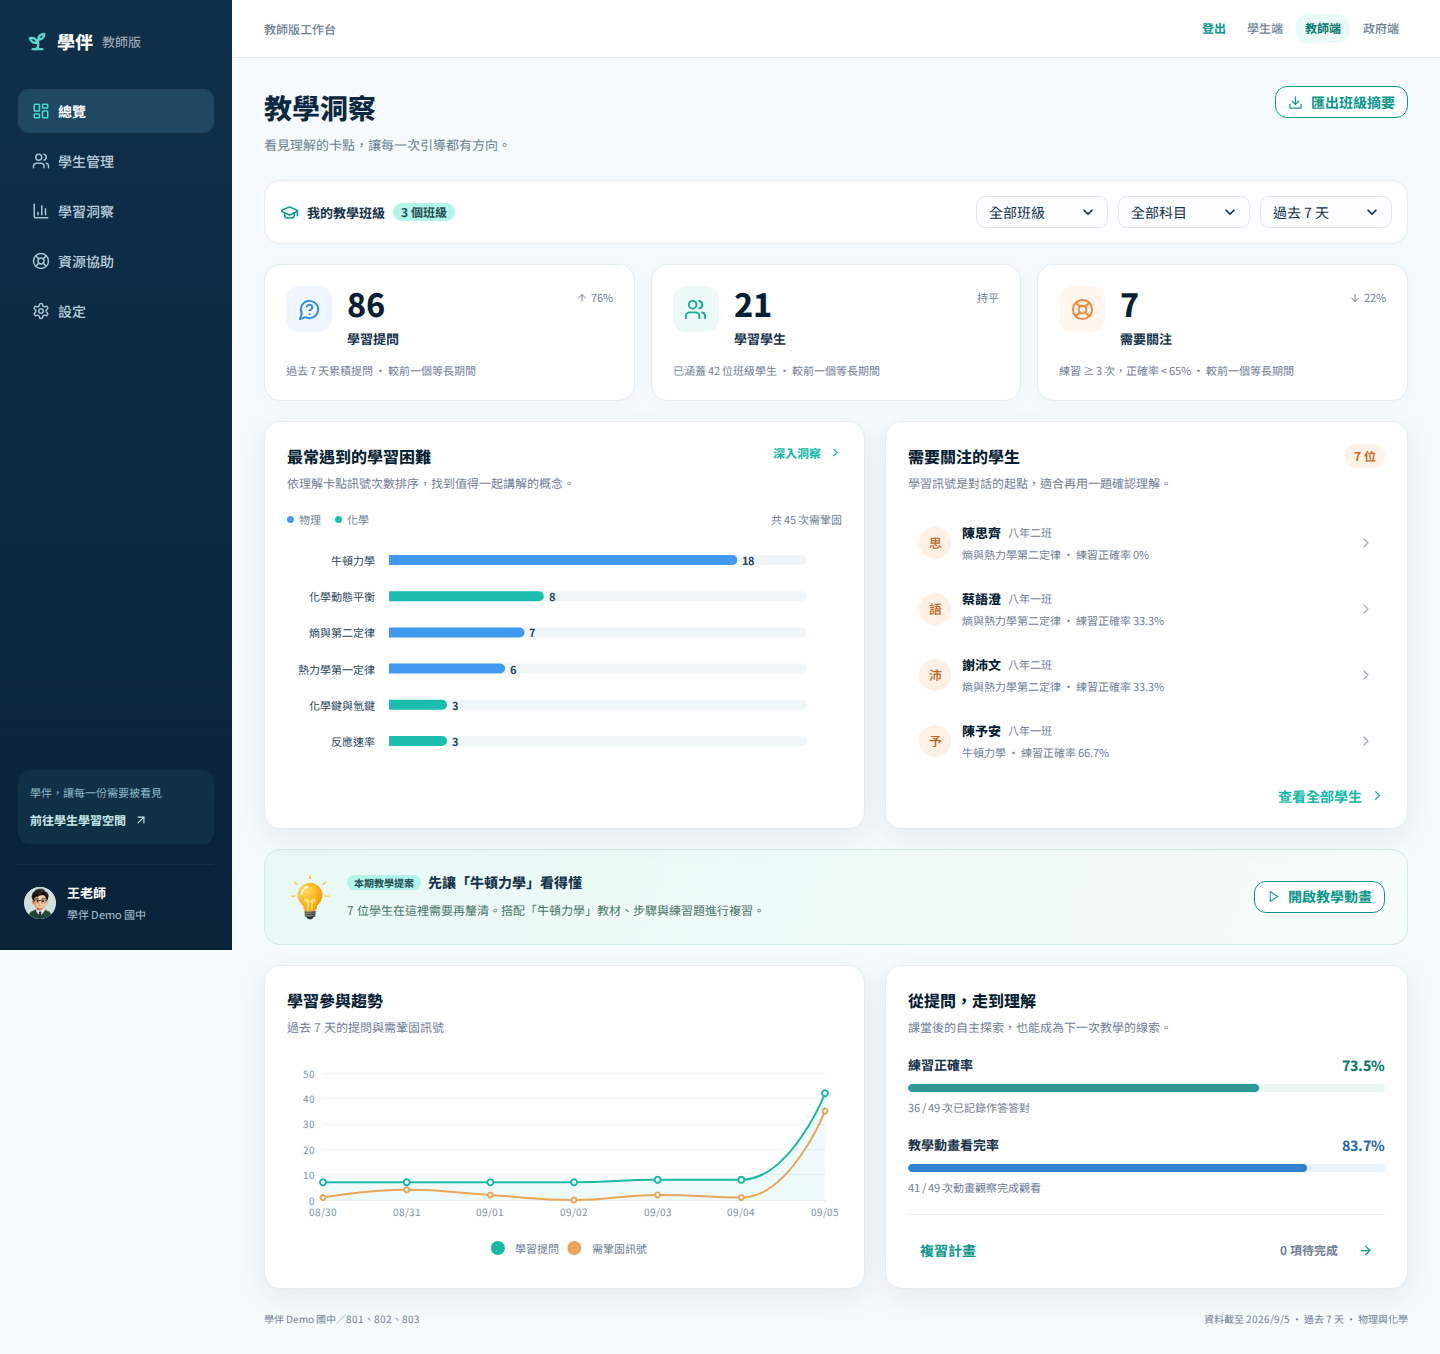 學伴 教師版
總覽
學生管理
學習洞察
資源協助
設定
學伴，讓每一份需要被看見
前往學生學習空間
王老師
學伴 Demo 國中
教師版工作台
登出 學生端 教師端 政府端
教學洞察
看見理解的卡點，讓每一次引導都有方向。
匯出班級摘要
我的教學班級 3 個班級
全部班級 全部科目 過去 7 天
86
學習提問
↑ 76%
過去 7 天累積提問 · 較前一個等長期間
21
學習學生
持平
已涵蓋 42 位班級學生 · 較前一個等長期間
7
需要關注
↓ 22%
練習 ≥ 3 次，正確率 < 65% · 較前一個等長期間
最常遇到的學習困難
深入洞察
依理解卡點訊號次數排序，找到值得一起講解的概念。
物理 化學
共 45 次需鞏固
牛頓力學 18
化學動態平衡 8
熵與第二定律 7
熱力學第一定律 6
化學鍵與氫鍵 3
反應速率 3
需要關注的學生
7 位
學習訊號是對話的起點，適合再用一題確認理解。
思
陳思齊 八年二班
熵與熱力學第二定律 · 練習正確率 0%
語
蔡語澄 八年一班
熵與熱力學第二定律 · 練習正確率 33.3%
沛
謝沛文 八年二班
熵與熱力學第二定律 · 練習正確率 33.3%
予
陳予安 八年一班
牛頓力學 · 練習正確率 66.7%
查看全部學生
本期教學提案 先讓「牛頓力學」看得懂
7 位學生在這裡需要再釐清。搭配「牛頓力學」教材、步驟與練習題進行複習。
開啟教學動畫
學習參與趨勢
過去 7 天的提問與需鞏固訊號
50
40
30
20
10
0
08/30 08/31 09/01 09/02 09/03 09/04 09/05
學習提問 需鞏固訊號
從提問，走到理解
課堂後的自主探索，也能成為下一次教學的線索。
練習正確率 73.5%
36 / 49 次已記錄作答答對
教學動畫看完率 83.7%
41 / 49 次動畫觀察完成觀看
複習計畫 0 項待完成
學伴 Demo 國中／801、802、803
資料截至 2026/9/5 · 過去 7 天 · 物理與化學